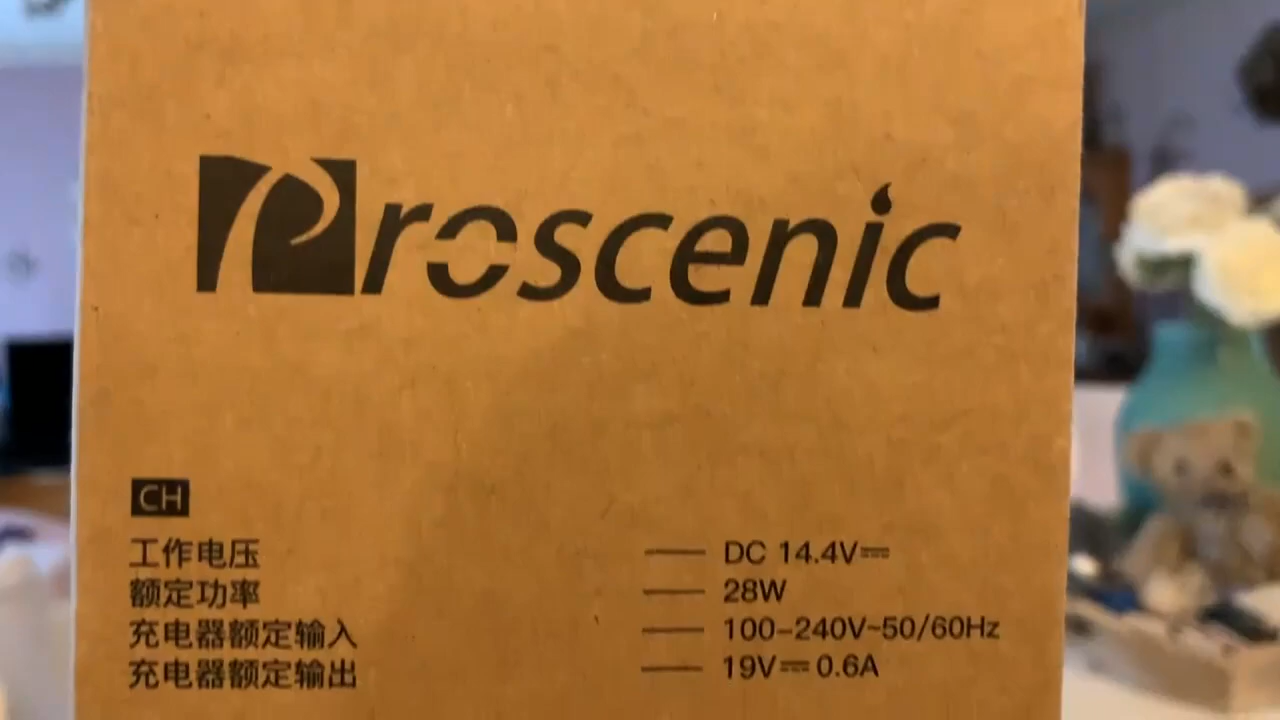 Proscenic
CH
工作电压 —— DC 14.4V⎓
额定功率 —— 28W
充电器额定输入 —— 100-240V~50/60Hz
充电器额定输出 —— 19V⎓0.6A